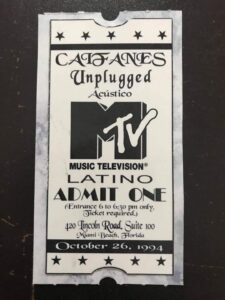 CAIFANES
Unplugged
Acústico
MTV
MUSIC TELEVISION®
LATINO
ADMIT ONE
(Entrance 6 to 6:30 pm only.
Ticket required)
420 Lincoln Road, Suite 100
Miami Beach, Florida
October 26, 1994